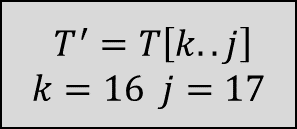 T′ = T[k..j]
k = 16 j = 17